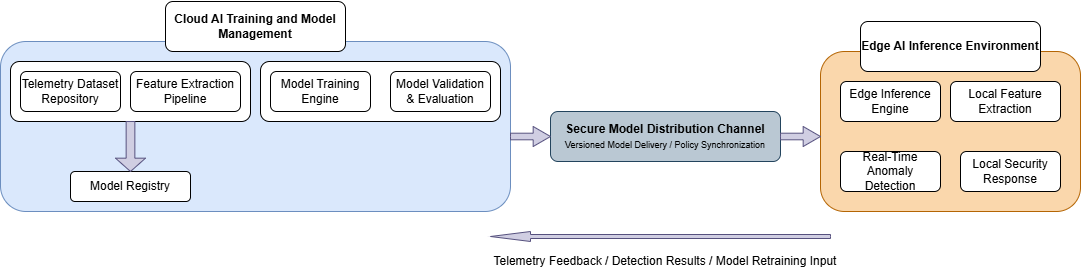 Cloud AI Training and Model
Management
Telemetry Dataset
Repository
Feature Extraction
Pipeline
Model Training
Engine
Model Validation
& Evaluation
Model Registry
Secure Model Distribution Channel
Versioned Model Delivery / Policy Synchronization
Edge AI Inference Environment
Edge Inference
Engine
Local Feature
Extraction
Real-Time
Anomaly
Detection
Local Security
Response
Telemetry Feedback / Detection Results / Model Retraining Input